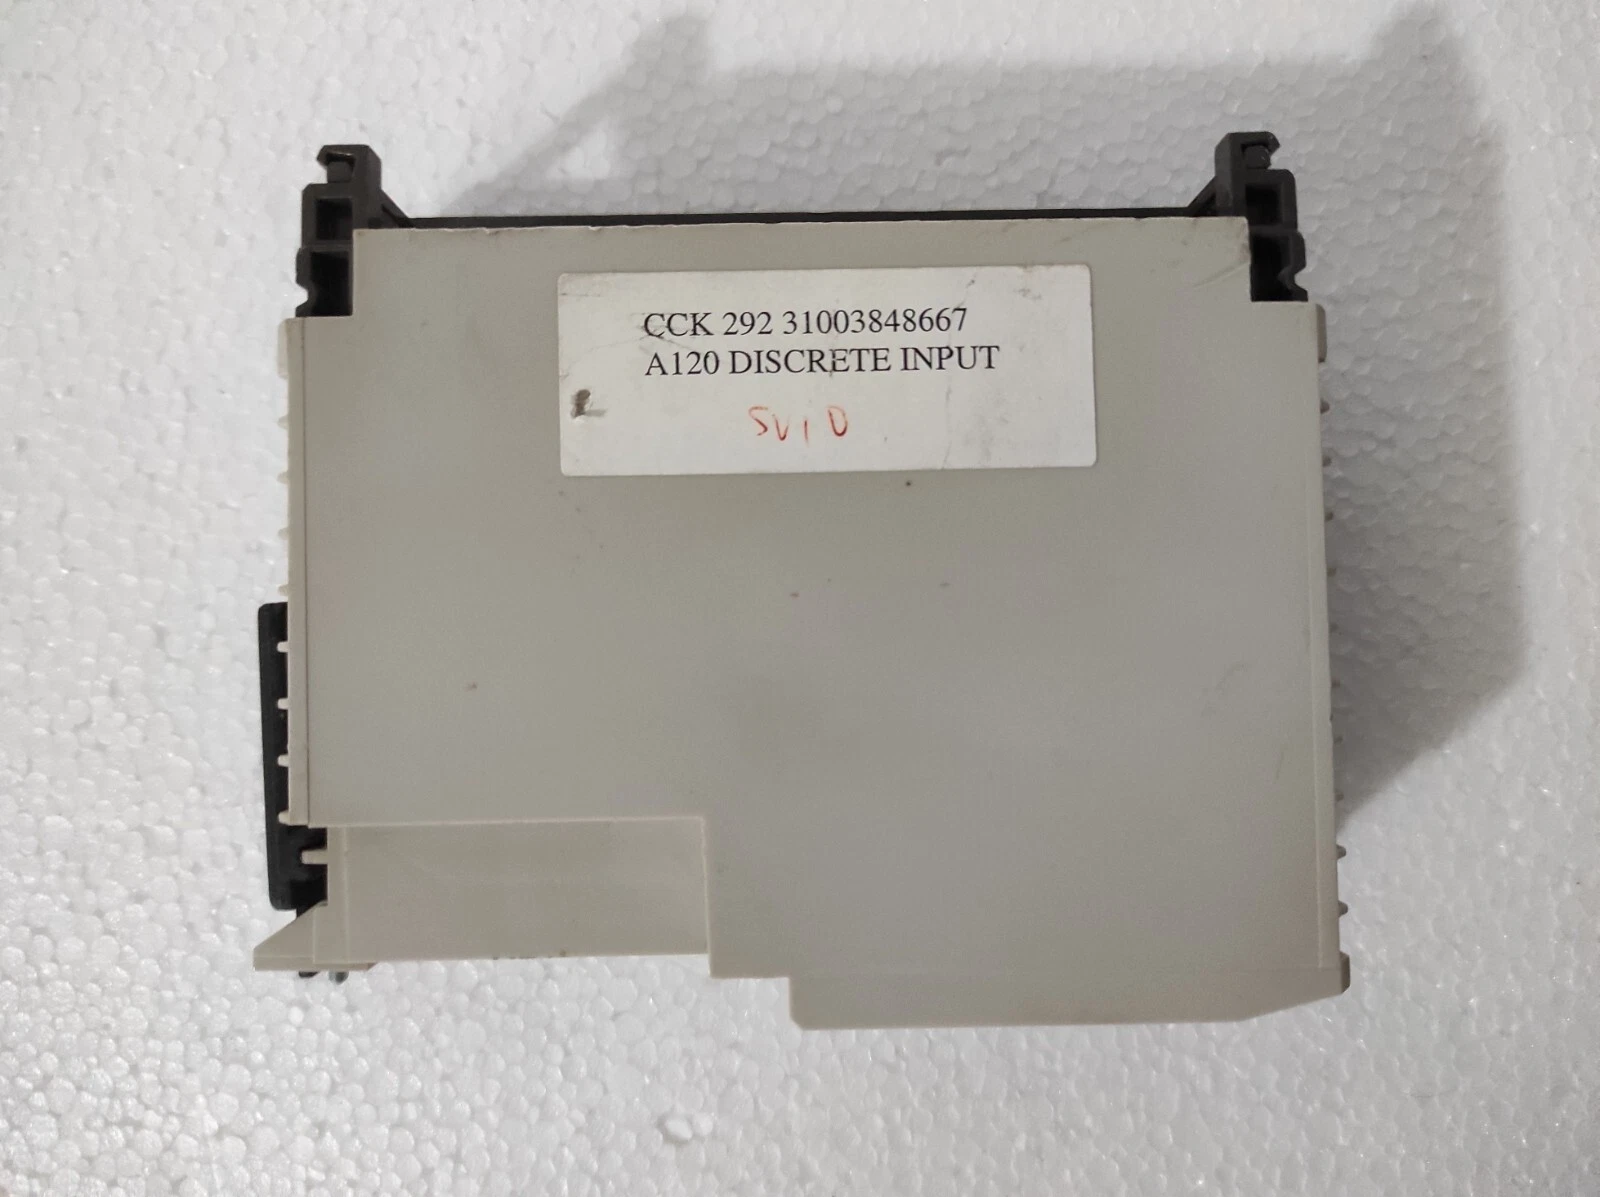 CCK 292 31003848667
A120 DISCRETE INPUT
SV10